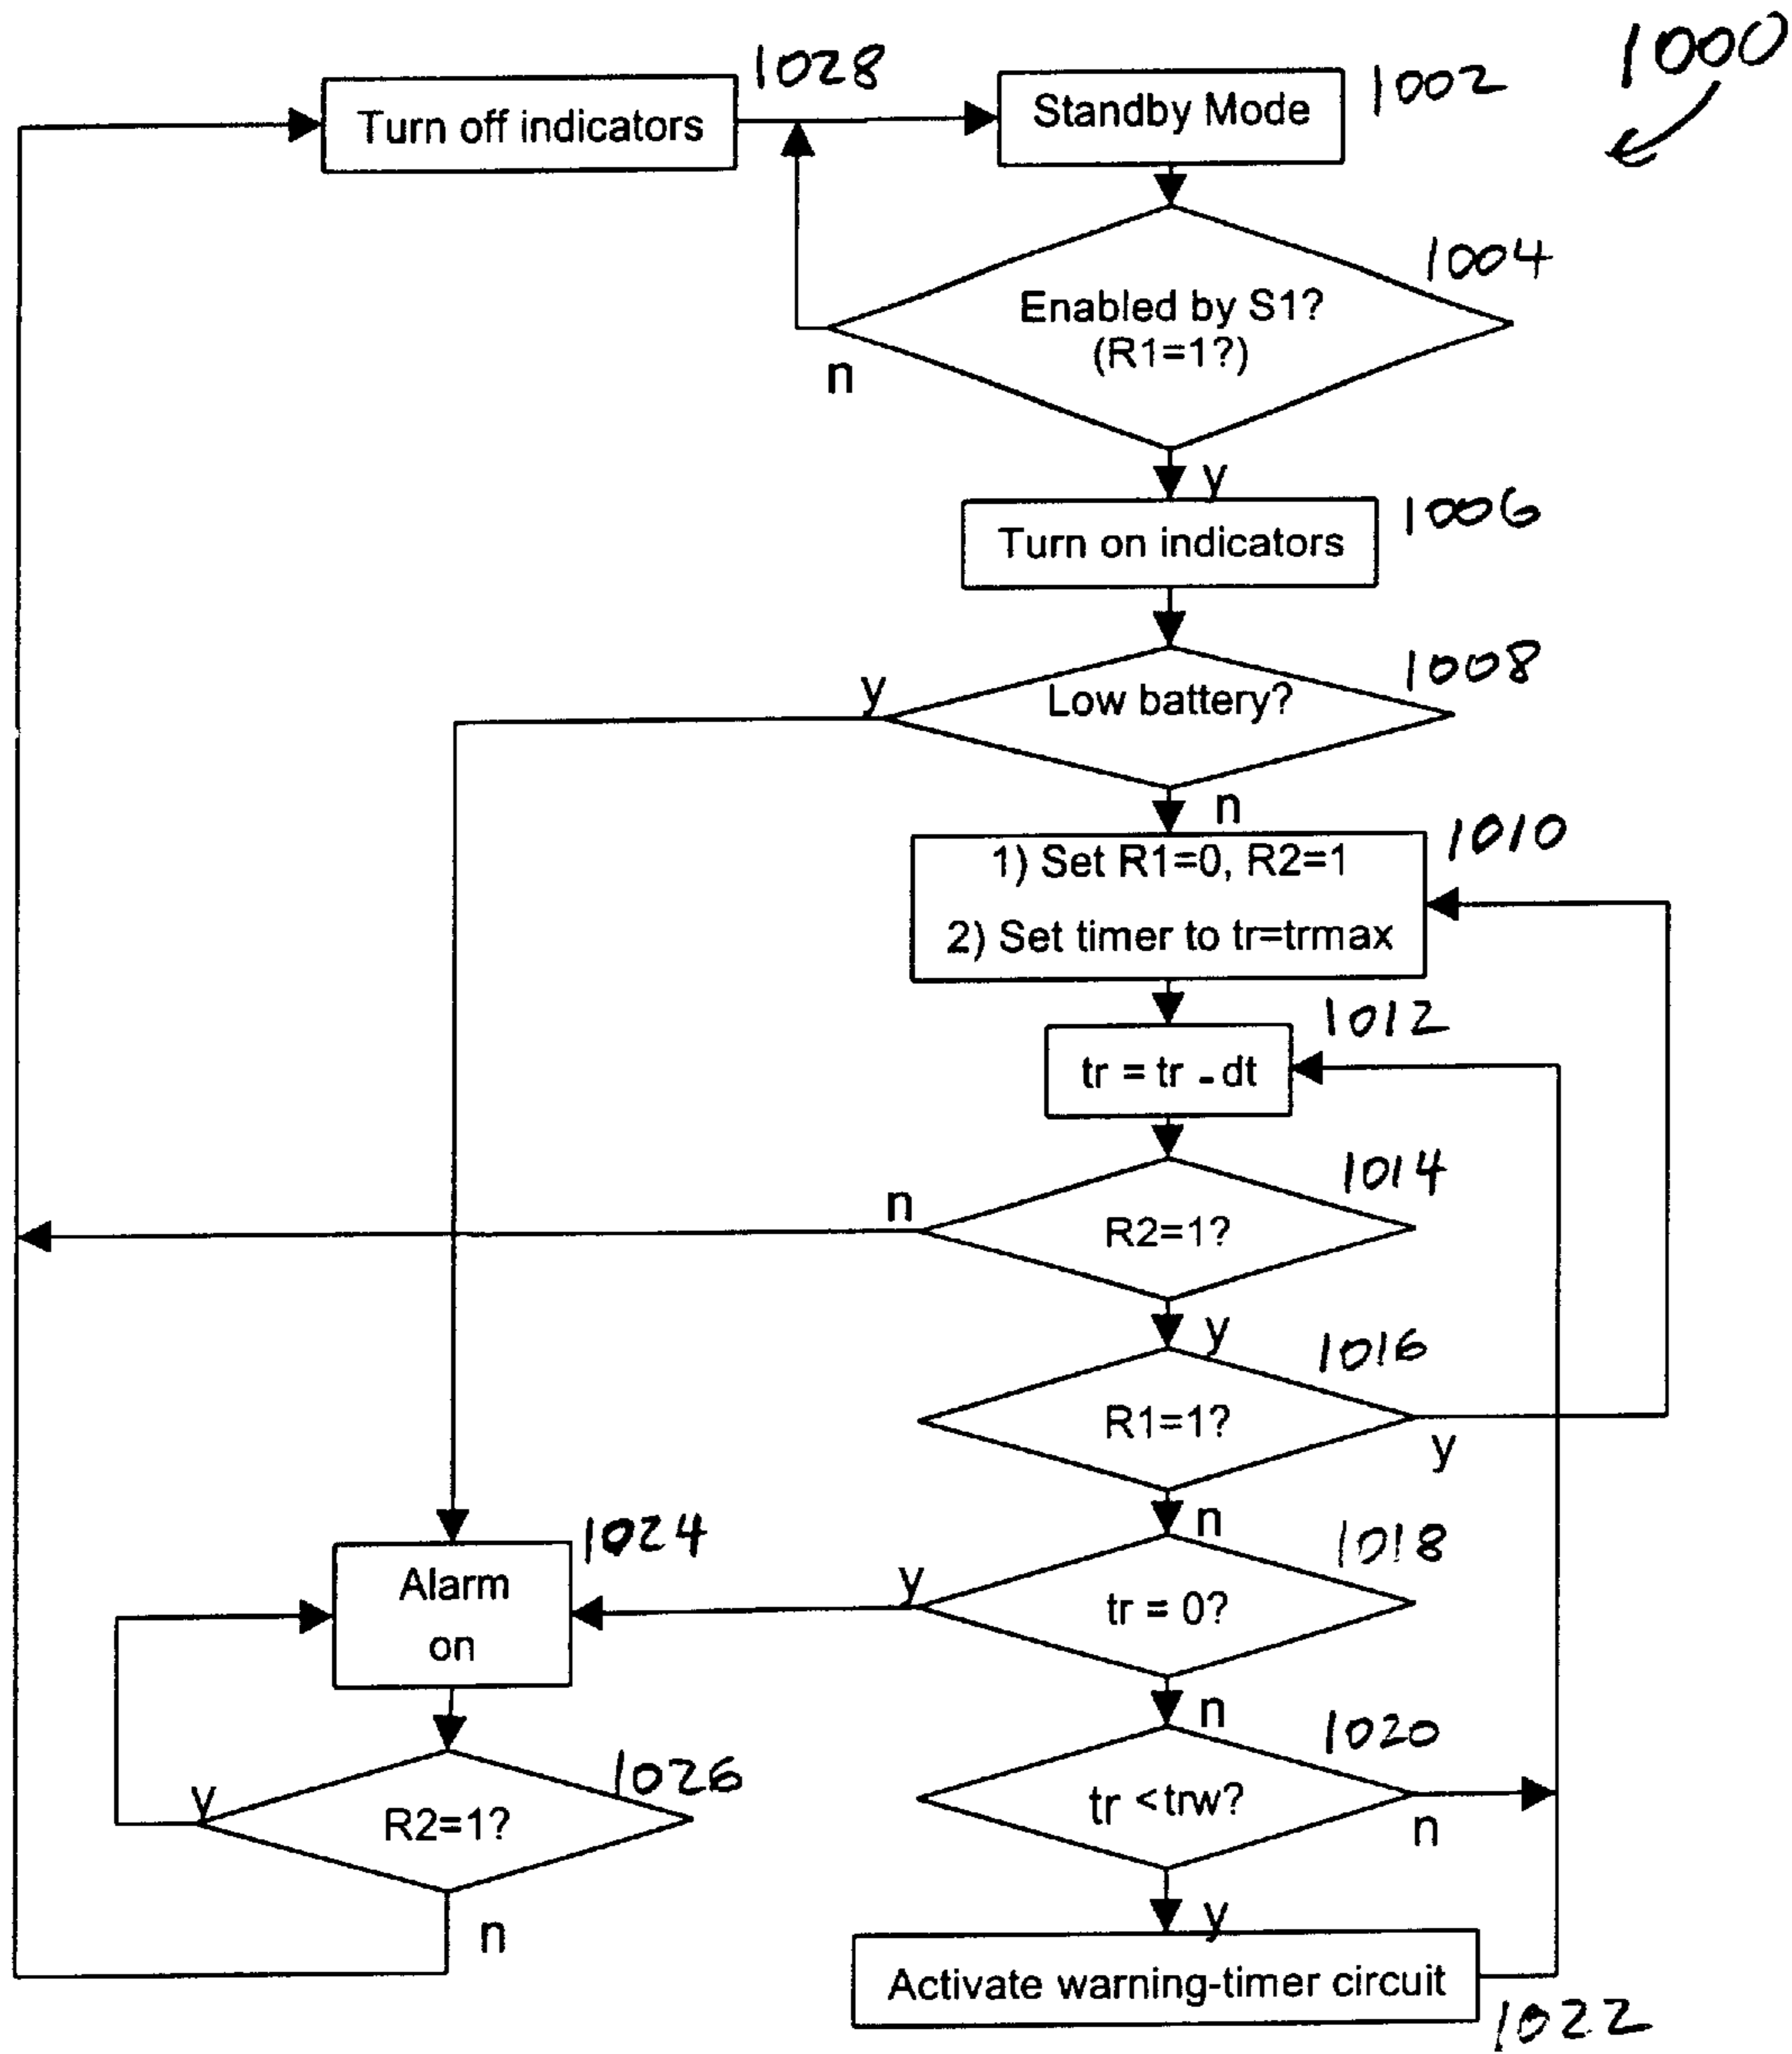 1000
1028
Turn off indicators
Standby Mode
1002
1004
Enabled by S1?
(R1=1?)
n
y
Turn on indicators
1006
1008
y
Low battery?
n
1010
1) Set R1=0, R2=1
2) Set timer to tr=trmax
1012
tr = tr - dt
1014
n
R2=1?
y
1016
R1=1?
y
n
1018
y
tr = 0?
1024
Alarm
on
n
1020
tr <trw?
n
1026
y
R2=1?
n
y
Activate warning-timer circuit
1022